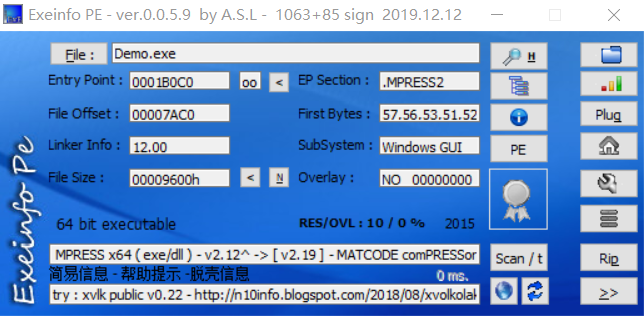 Exeinfo PE - ver.0.0.5.9 by A.S.L - 1063+85 sign 2019.12.12
File : Demo.exe H
Entry Point : 0001B0C0 oo < EP Section : .MPRESS2
File Offset : 00007AC0 First Bytes : 57.56.53.51.52 Plug
Linker Info : 12.00 SubSystem : Windows GUI PE
File Size : 00009600h < N Overlay : NO 00000000
64 bit executable RES/OVL : 10 / 0 % 2015
MPRESS x64 ( exe/dll ) - v2.12^ -> [ v2.19 ] - MATCODE comPRESSor Scan / t Rip
简易信息 - 帮助提示 - 脱壳信息 0 ms.
try : xvlk public v0.22 - http://n10info.blogspot.com/2018/08/xvolkolak >>
Exeinfo Pe